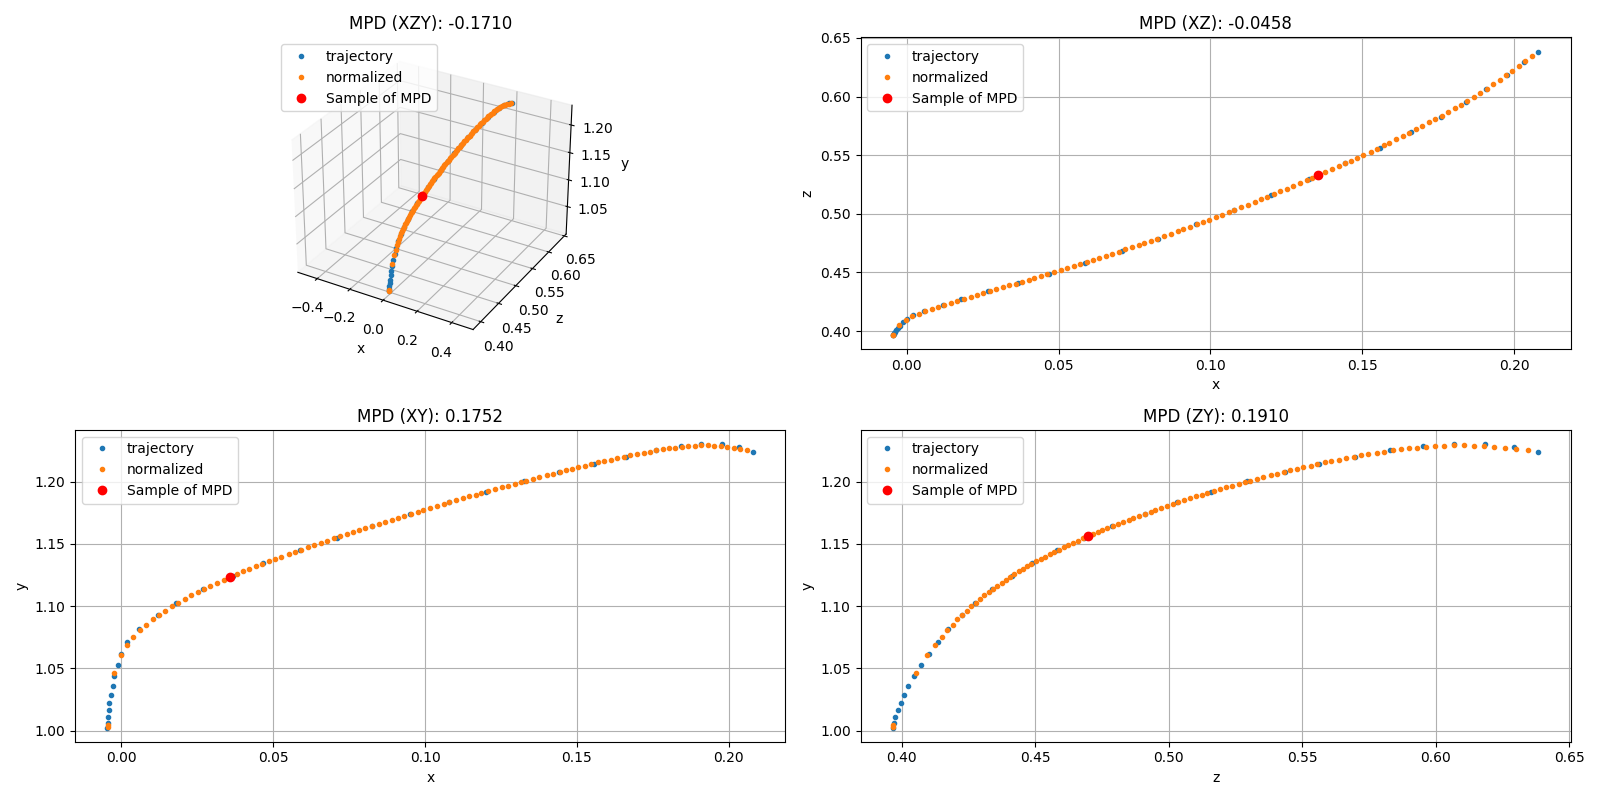 MPD (XZY): -0.1710
trajectory
normalized
Sample of MPD
1.20
1.15
1.10
1.05
y
0.65
0.60
0.55
0.50
0.45
0.40
z
−0.4
−0.2
0.0
0.2
0.4
x
MPD (XZ): -0.0458
trajectory
normalized
Sample of MPD
0.65
0.60
0.55
0.50
0.45
0.40
z
0.00 0.05 0.10 0.15 0.20
x
MPD (XY): 0.1752
trajectory
normalized
Sample of MPD
1.20
1.15
1.10
1.05
1.00
y
0.00 0.05 0.10 0.15 0.20
x
MPD (ZY): 0.1910
trajectory
normalized
Sample of MPD
1.20
1.15
1.10
1.05
1.00
y
0.40 0.45 0.50 0.55 0.60 0.65
z